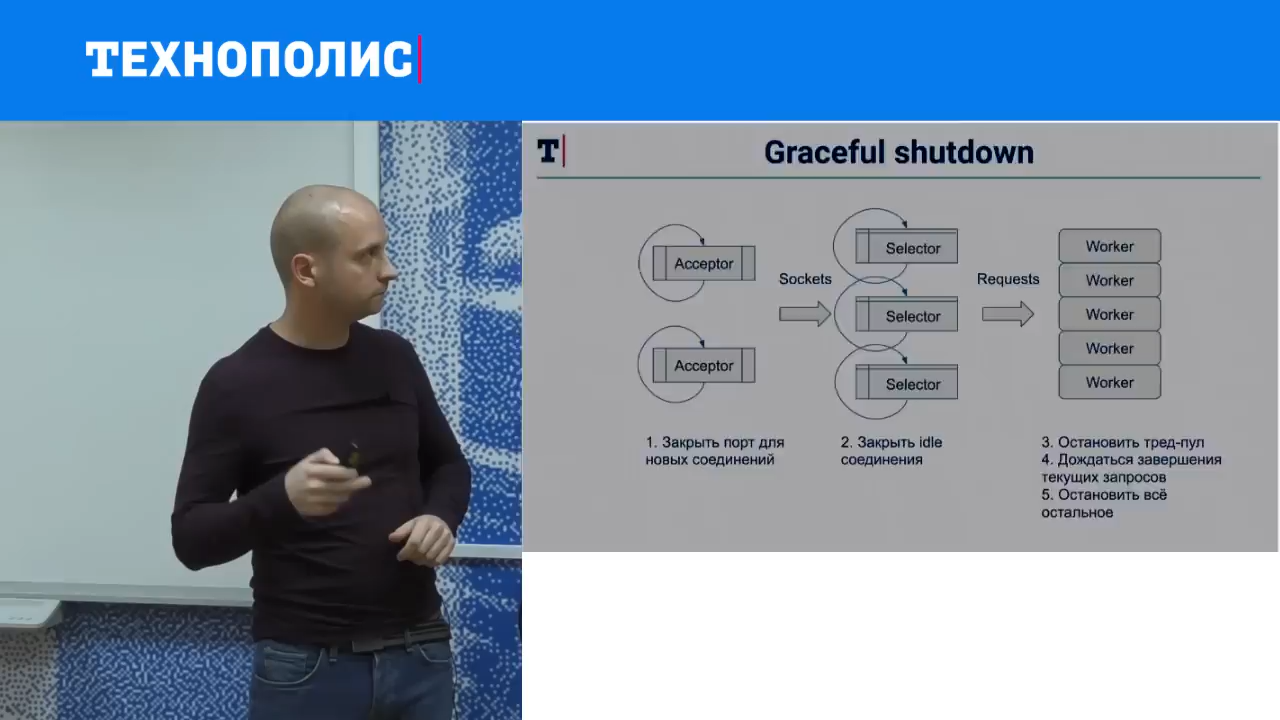 ТЕХНОПОЛИС
T
Graceful shutdown
Acceptor
Acceptor
Sockets
Selector
Selector
Selector
Requests
Worker
Worker
Worker
Worker
Worker
1. Закрыть порт для
новых соединений
2. Закрыть idle
соединения
3. Остановить тред-пул
4. Дождаться завершения
текущих запросов
5. Остановить всё
остальное